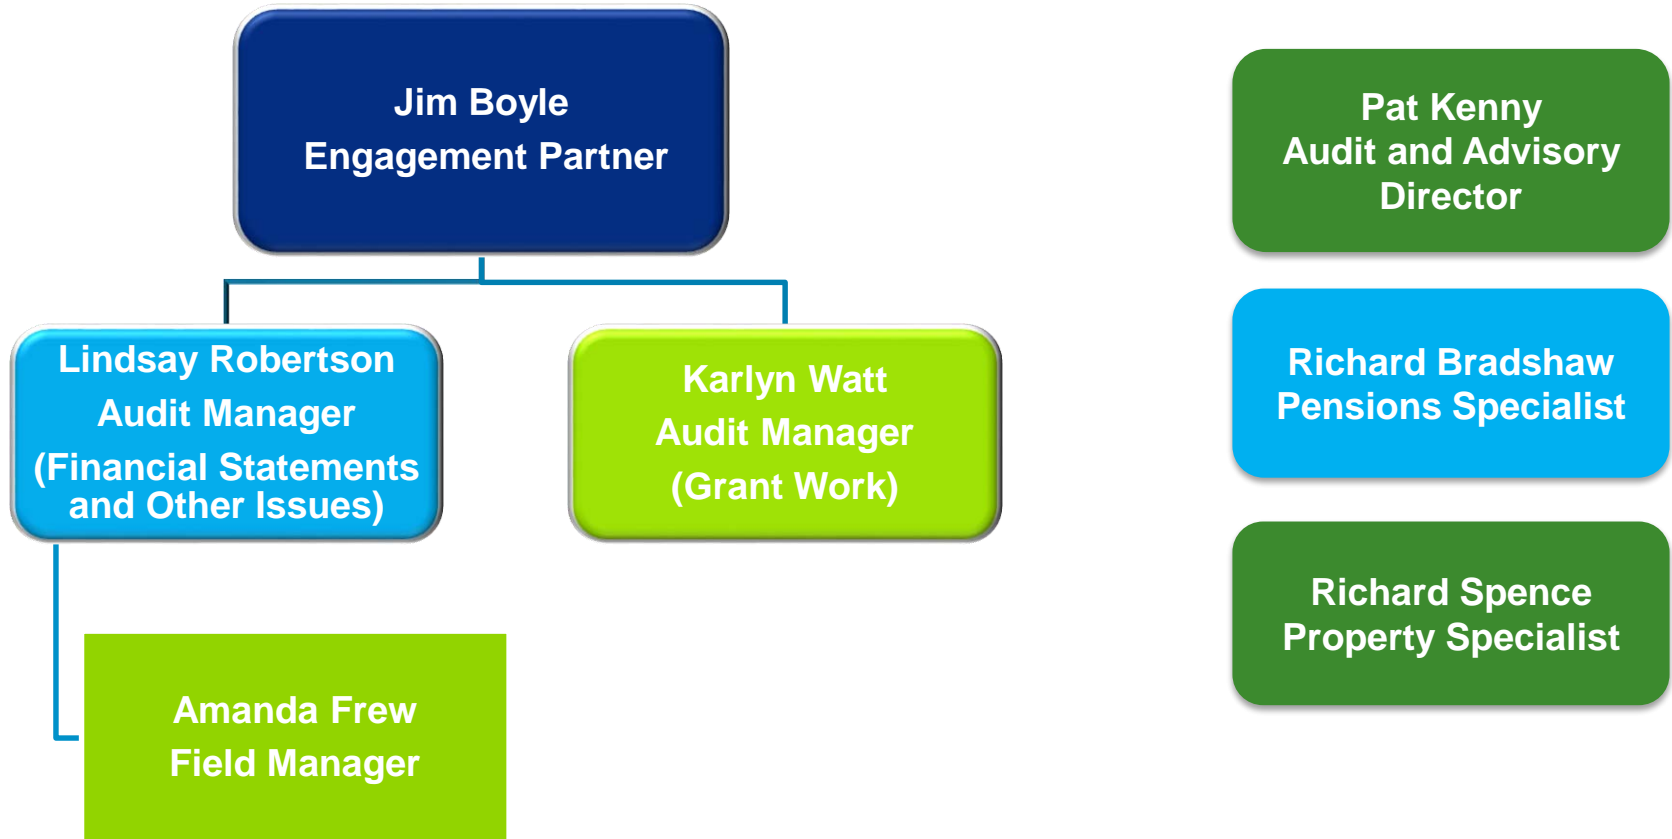 Jim Boyle
Engagement Partner
Lindsay Robertson
Audit Manager
(Financial Statements
and Other Issues)
Karlyn Watt
Audit Manager
(Grant Work)
Amanda Frew
Field Manager
Pat Kenny
Audit and Advisory
Director
Richard Bradshaw
Pensions Specialist
Richard Spence
Property Specialist